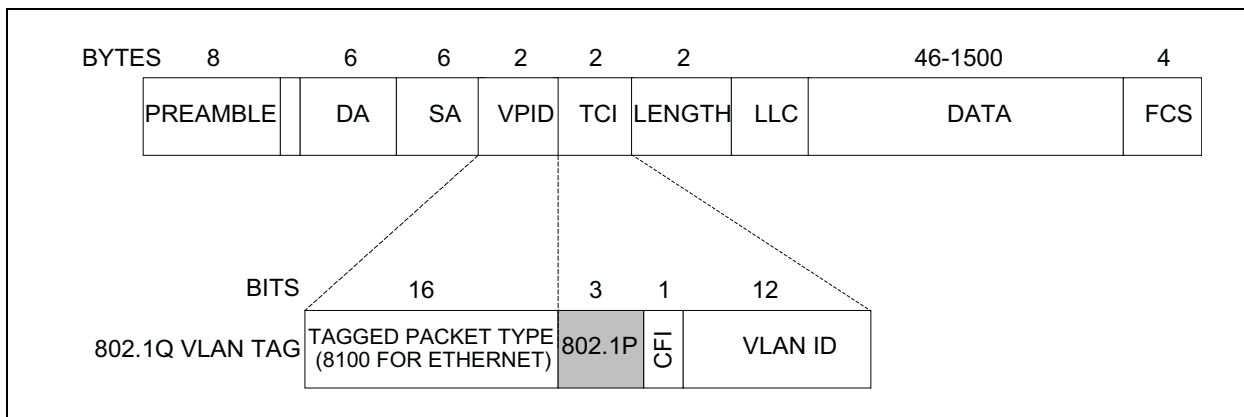 BYTES 8 6 6 2 2 2 46-1500 4
PREAMBLE DA SA VPID TCI LENGTH LLC DATA FCS
BITS 16 3 1 12
802.1Q VLAN TAG
TAGGED PACKET TYPE
(8100 FOR ETHERNET)
802.1P
CFI
VLAN ID